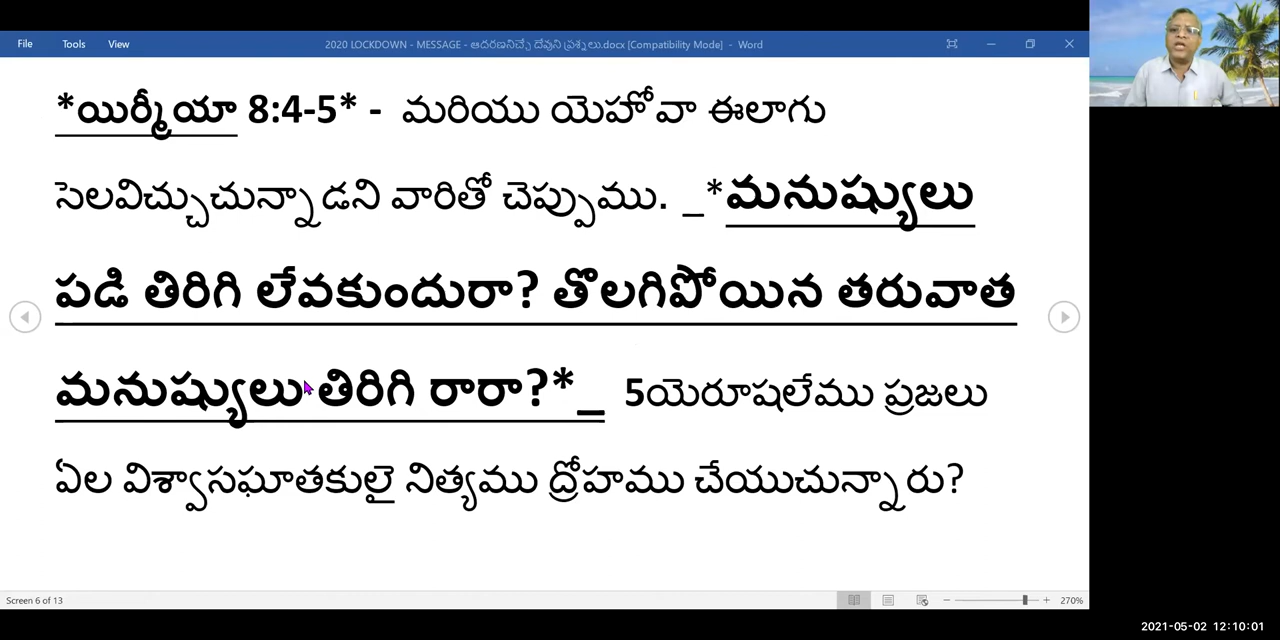 File Tools View 2020 LOCKDOWN - MESSAGE - ఆదరణనిచ్చే దేవుని ప్రశ్నలు.docx [Compatibility Mode] - Word
*యిర్మీయా 8:4-5* - మరియు యెహోవా ఈలాగు
సెలవిచ్చుచున్నాడని వారితో చెప్పుము. _*మనుష్యులు
పడి తిరిగి లేవకుందురా? తొలగిపోయిన తరువాత
మనుష్యులు తిరిగి రారా?*_ 5యెరూషలేము ప్రజలు
ఏల విశ్వాసఘాతకులై నిత్యము ద్రోహము చేయుచున్నారు?
Screen 6 of 13 270%
2021-05-02 12:10:01